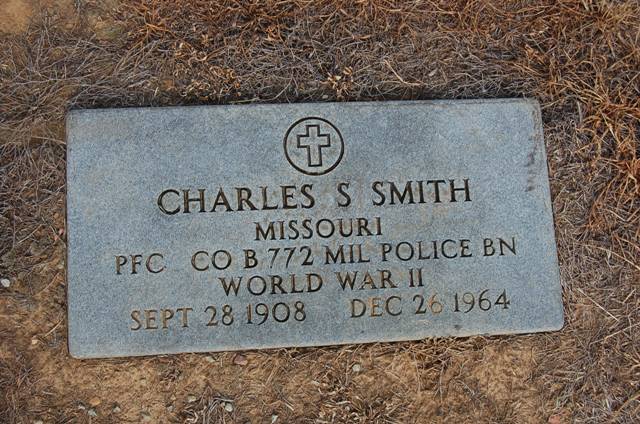 CHARLES S SMITH
MISSOURI
PFC CO B 772 MIL POLICE BN
WORLD WAR II
SEPT 28 1908 DEC 26 1964